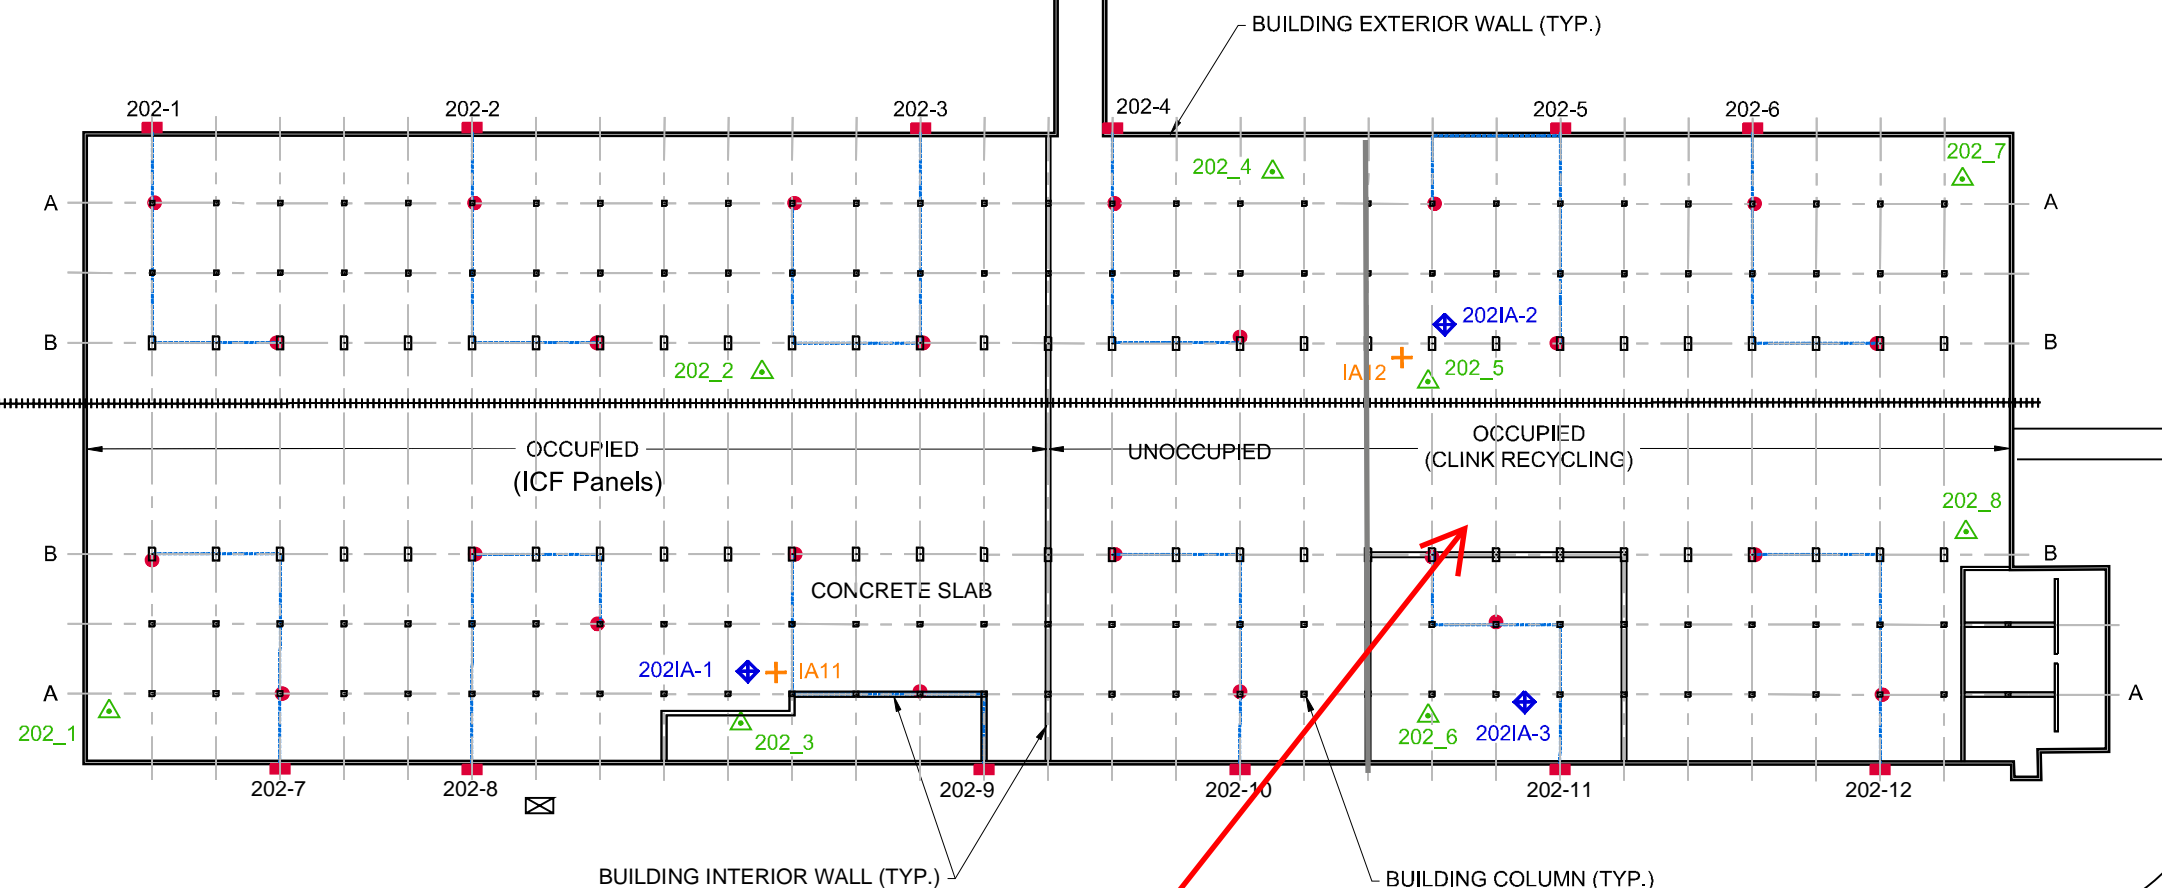 BUILDING EXTERIOR WALL (TYP.)
202-1
202-2
202-3
202-4
202-5
202-6
202_4
202_7
A
A
202IA-2
B
B
202_2
IA12
202_5
OCCUPIED
(ICF Panels)
UNOCCUPIED
OCCUPIED
(CLINK RECYCLING)
202_8
B
B
CONCRETE SLAB
202IA-1
IA11
A
A
202_1
202_3
202_6
202IA-3
202-7
202-8
202-9
202-10
202-11
202-12
BUILDING INTERIOR WALL (TYP.)
BUILDING COLUMN (TYP.)